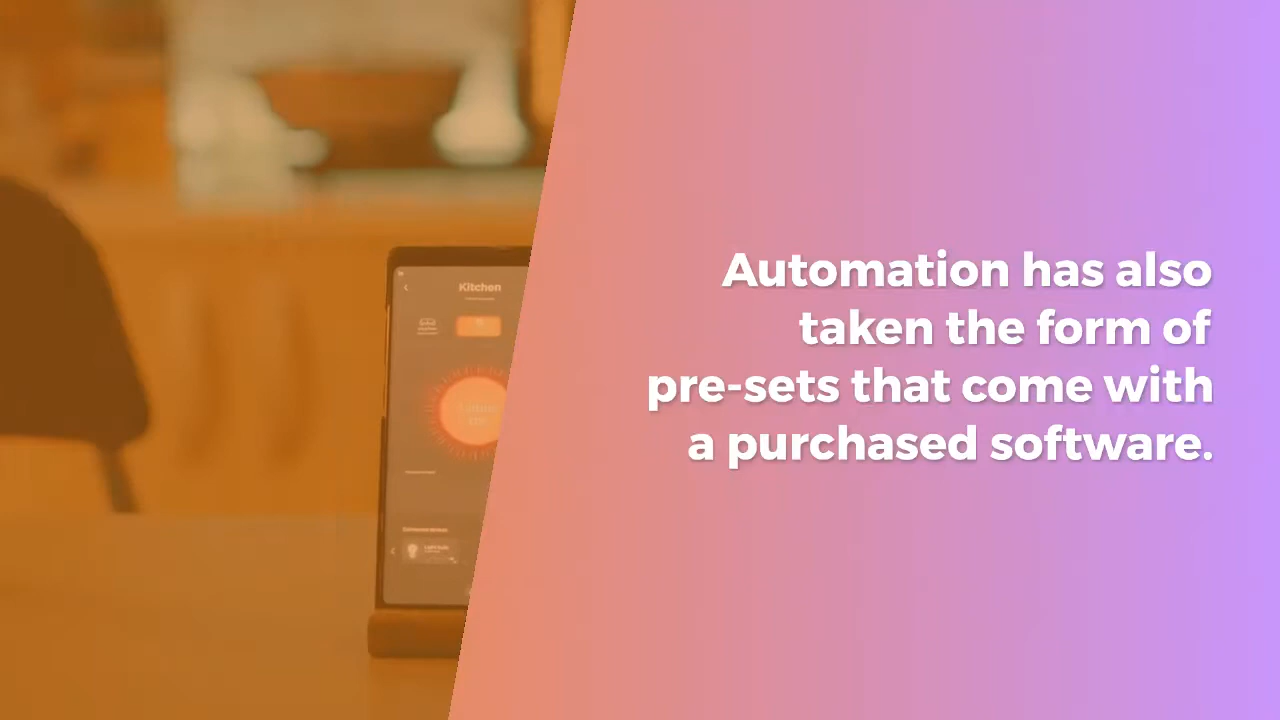 Kitchen
Automation has also
taken the form of
pre-sets that come with
a purchased software.